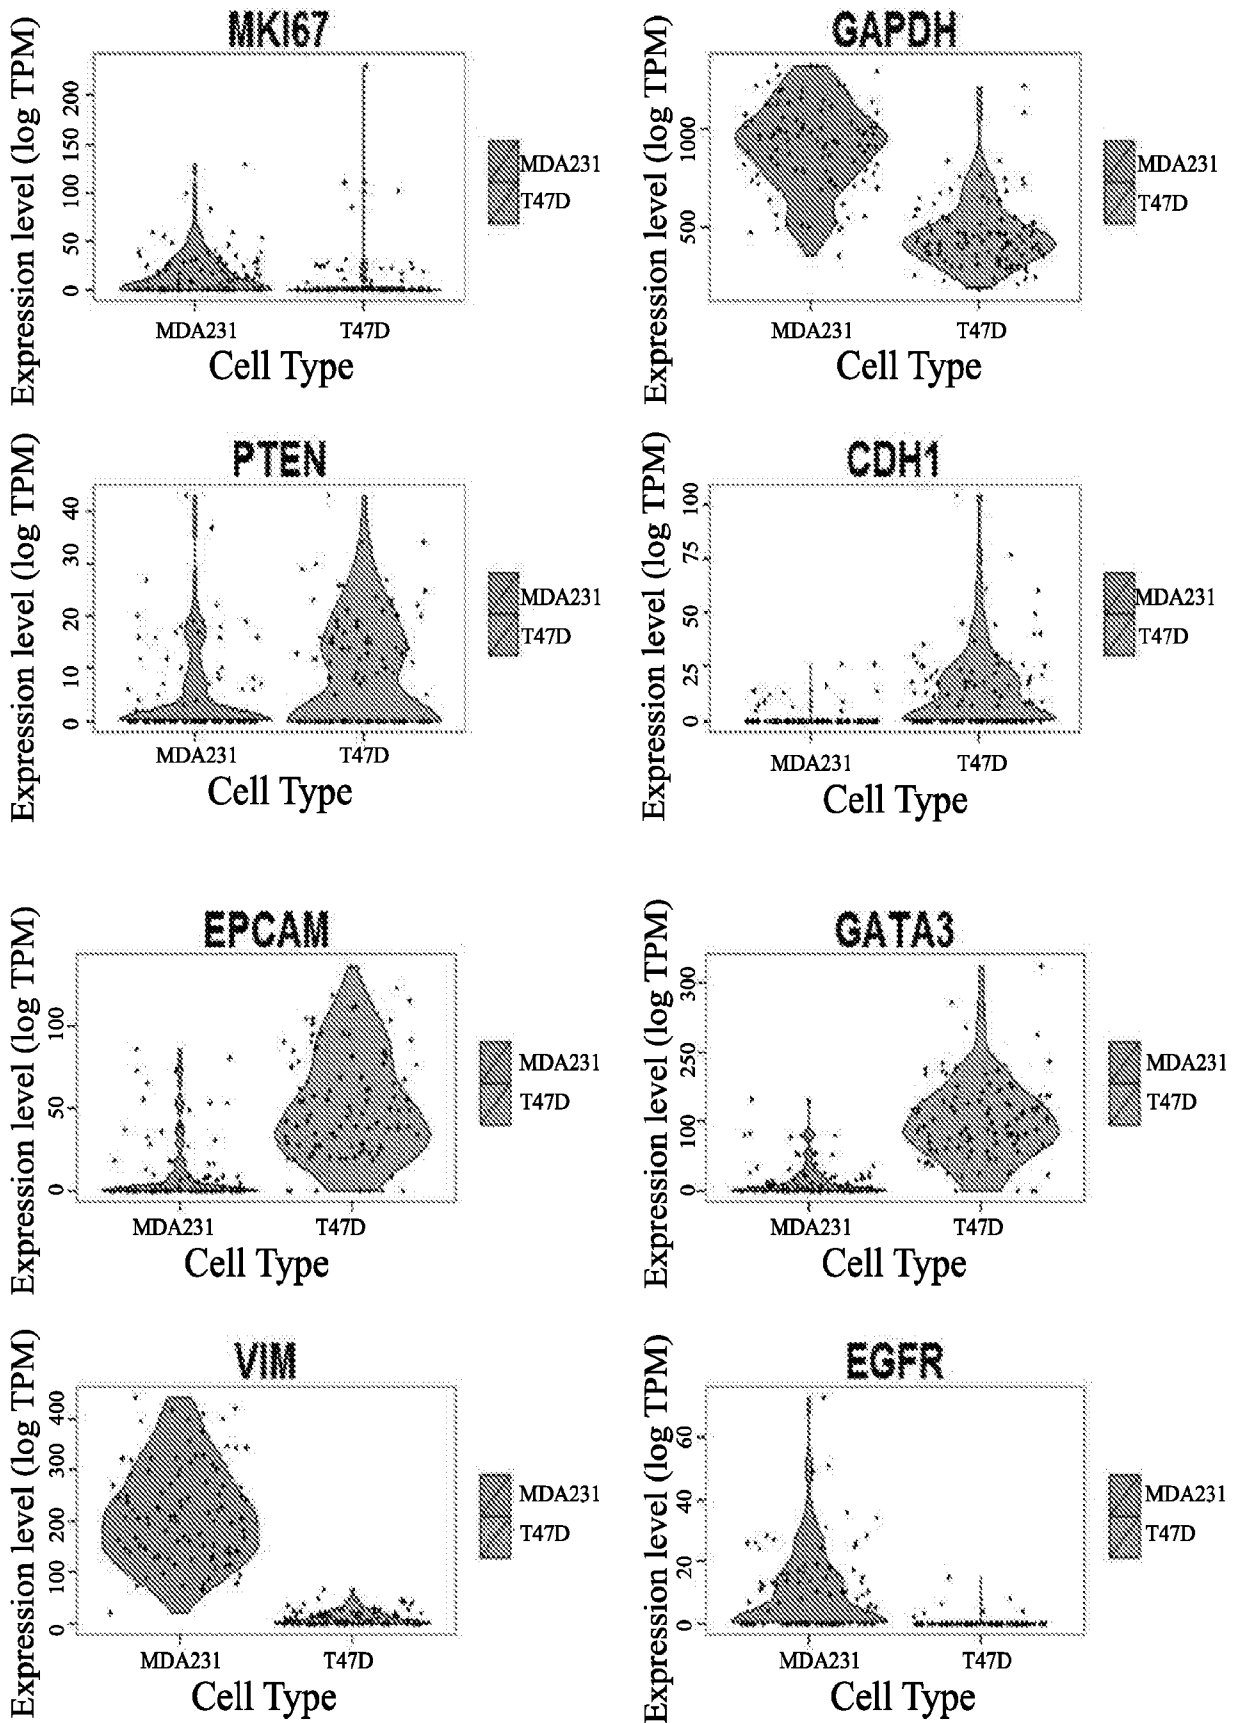 MKI67
Expression level (log TPM)
200
150
100
50
0
MDA231
T47D
MDA231
T47D
Cell Type
GAPDH
Expression level (log TPM)
1000
500
MDA231
T47D
MDA231
T47D
Cell Type
PTEN
Expression level (log TPM)
40
30
20
10
0
MDA231
T47D
MDA231
T47D
Cell Type
CDH1
Expression level (log TPM)
100
75
50
25
0
MDA231
T47D
MDA231
T47D
Cell Type
EPCAM
Expression level (log TPM)
100
50
0
MDA231
T47D
MDA231
T47D
Cell Type
GATA3
Expression level (log TPM)
300
250
100
0
MDA231
T47D
MDA231
T47D
Cell Type
VIM
Expression level (log TPM)
400
300
200
100
0
MDA231
T47D
MDA231
T47D
Cell Type
EGFR
Expression level (log TPM)
60
40
20
0
MDA231
T47D
MDA231
T47D
Cell Type